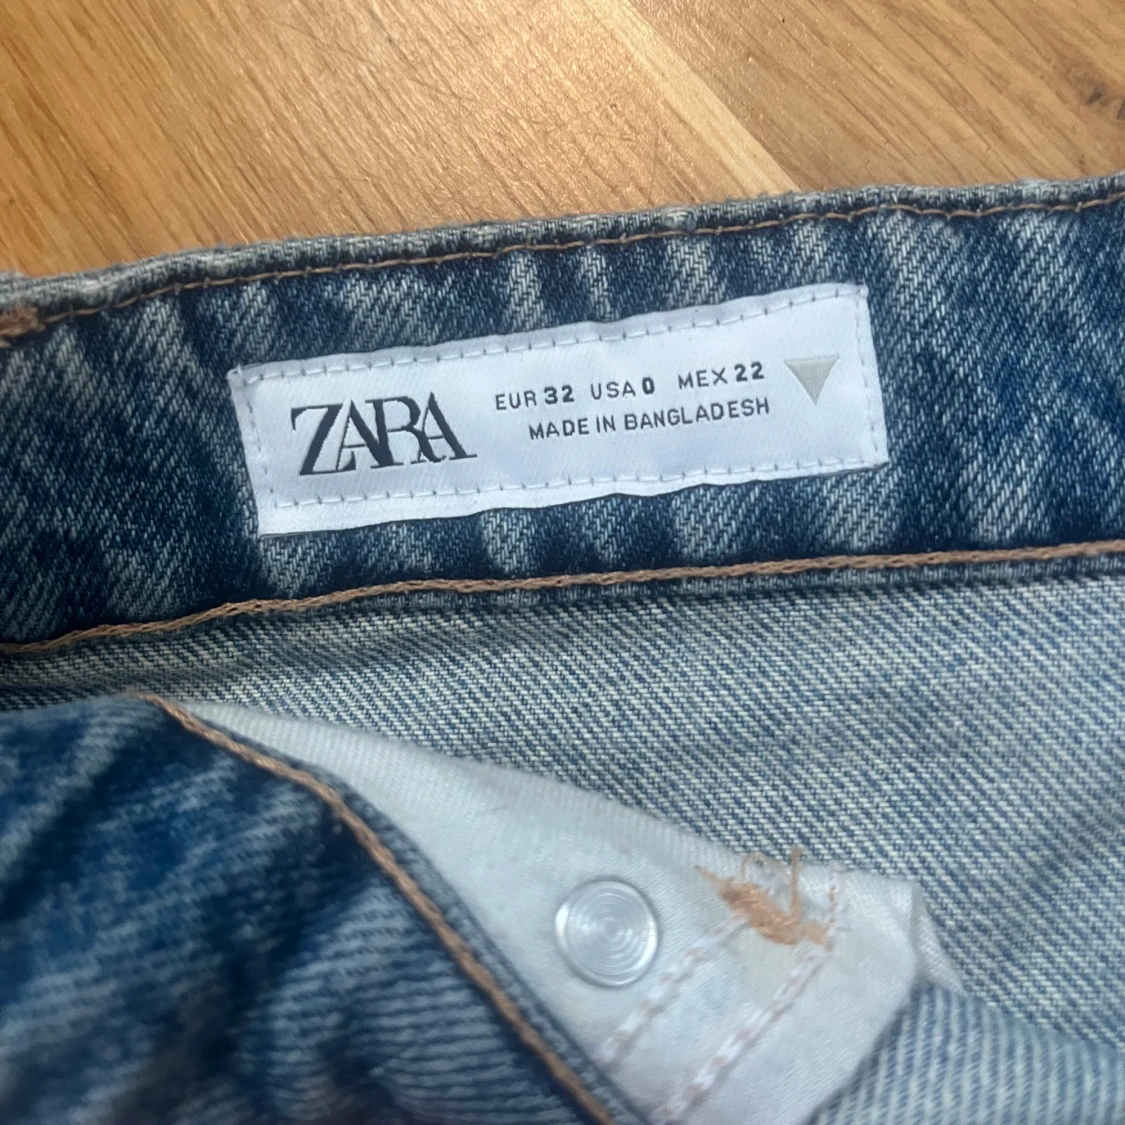 ZARA
EUR 32 USA 0 MEX 22
MADE IN BANGLADESH